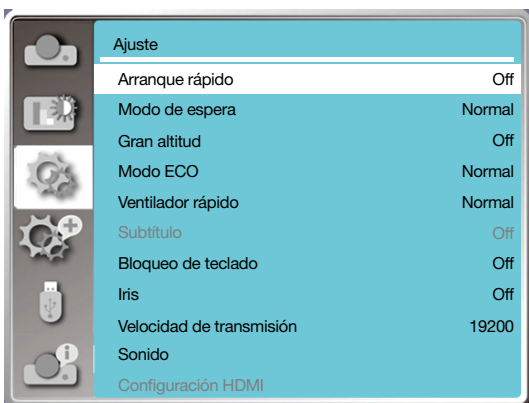 Ajuste
Arranque rápido Off
Modo de espera Normal
Gran altitud Off
Modo ECO Normal
Ventilador rápido Normal
Subtítulo Off
Bloqueo de teclado Off
Iris Off
Velocidad de transmisión 19200
Sonido
Configuración HDMI